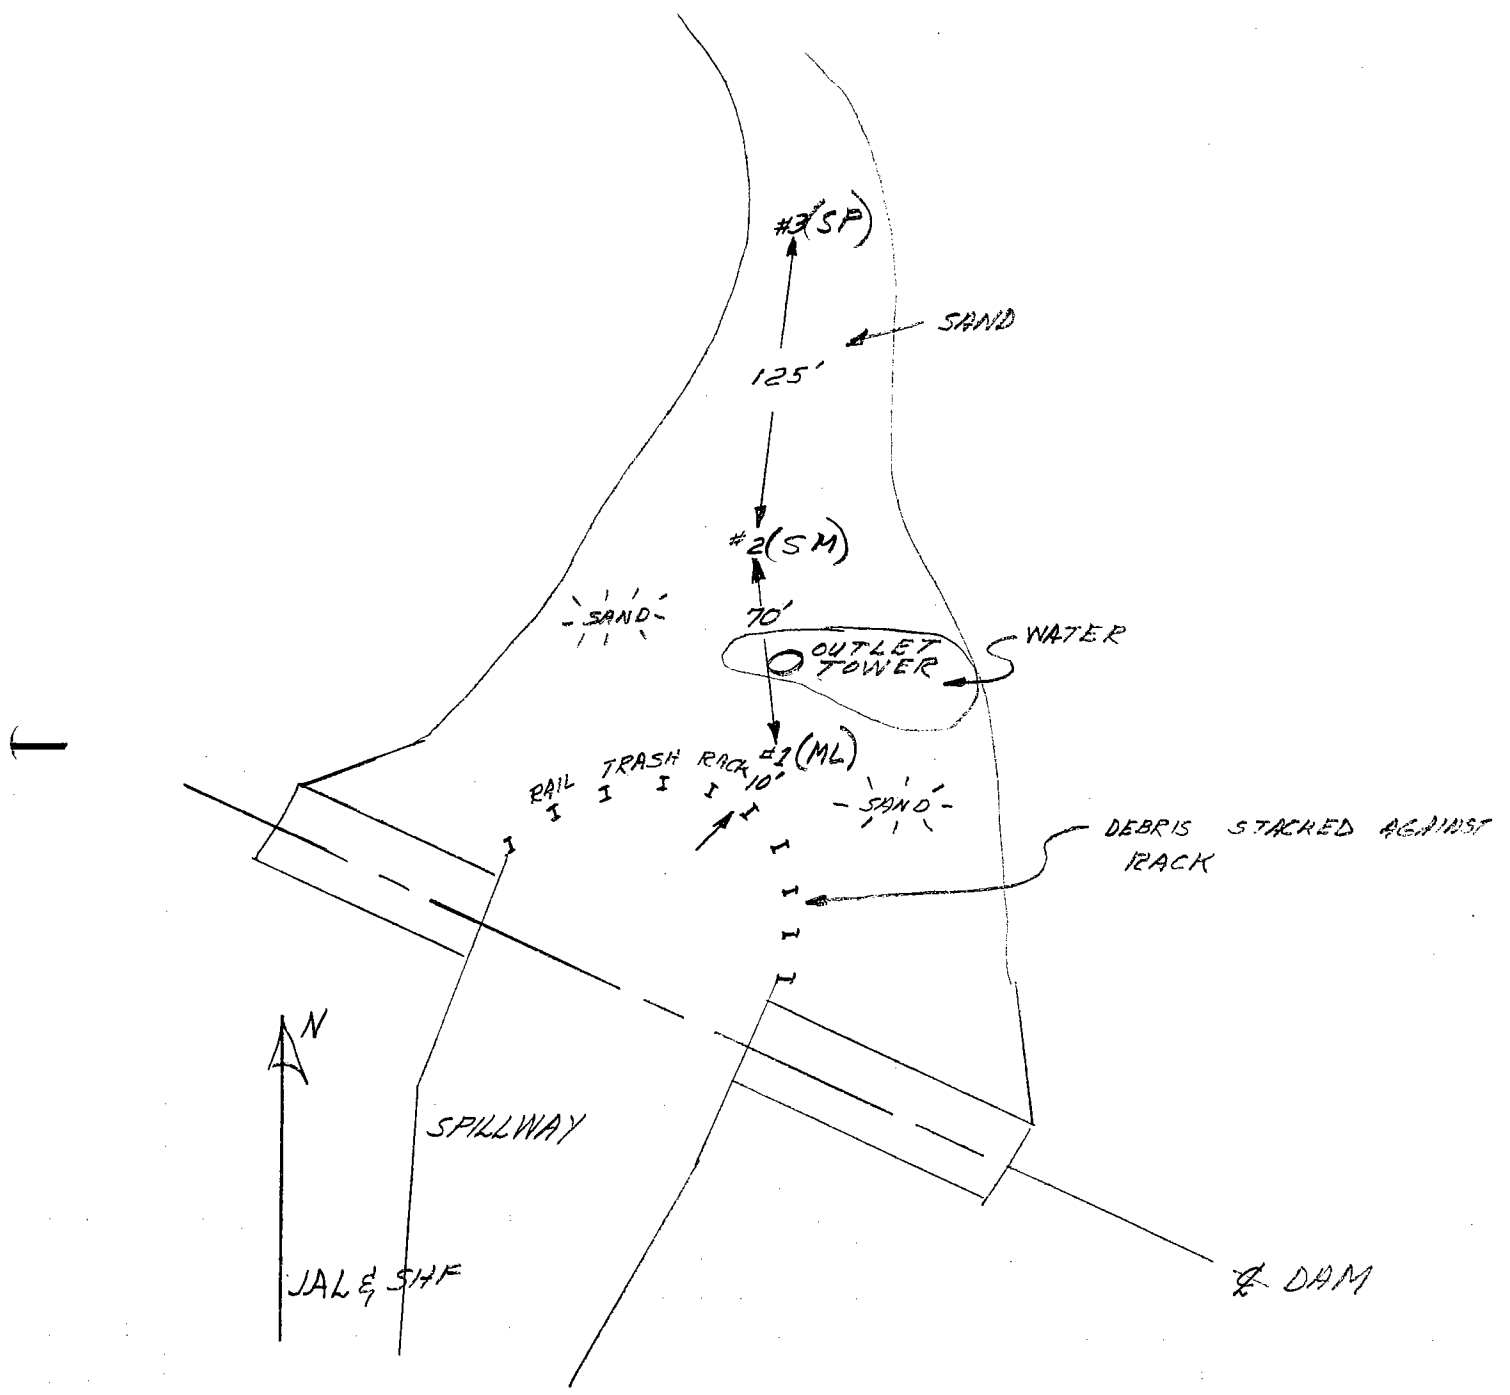 #3(SP)
SAND
125'
#2(SM)
SAND
70'
WATER
OUTLET
TOWER
#1(ML)
RAIL TRASH RACK
10'
SAND
DEBRIS STACKED AGAINST
RACK
N
SPILLWAY
JAL & SHF
℄ DAM